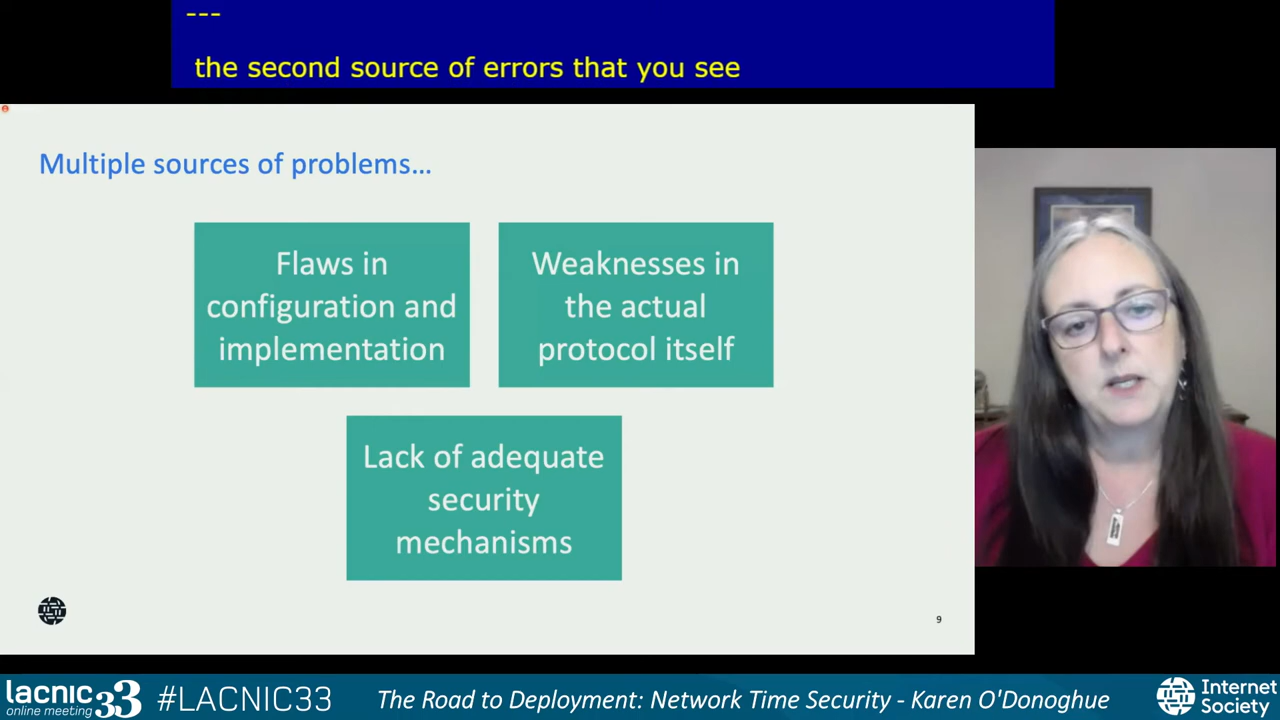 ---
the second source of errors that you see
Multiple sources of problems…
Flaws in
configuration and
implementation
Weaknesses in
the actual
protocol itself
Lack of adequate
security
mechanisms
9
lacnic 33
online meeting
#LACNIC33
The Road to Deployment: Network Time Security - Karen O'Donoghue
Internet
Society